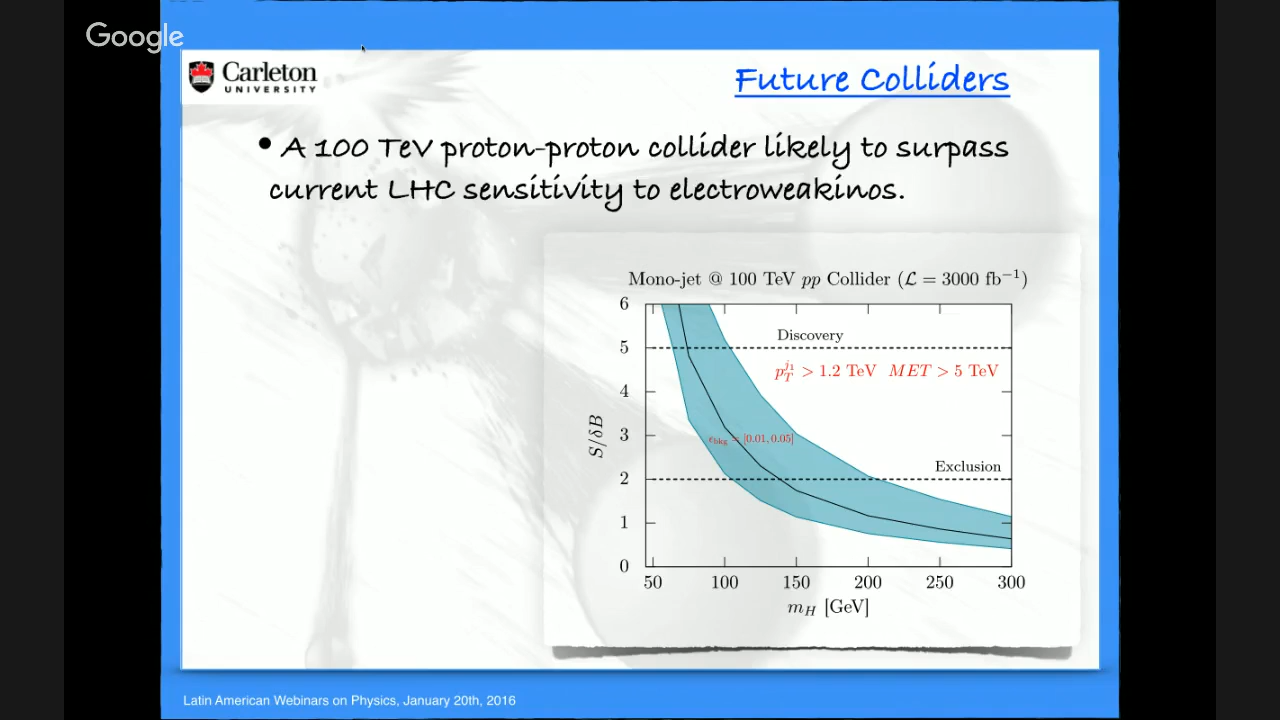 Google
Carleton
UNIVERSITY
Future Colliders
• A 100 TeV proton-proton collider likely to surpass
current LHC sensitivity to electroweakinos.
Mono-jet @ 100 TeV pp Collider (ℒ = 3000 fb⁻¹)
6
Discovery
5
p_T^{j_1} > 1.2 TeV MET > 5 TeV
4
S/δB
3
ϵ_bkg = [0.01, 0.05]
Exclusion
2
1
0
50 100 150 200 250 300
m_H [GeV]
Latin American Webinars on Physics, January 20th, 2016